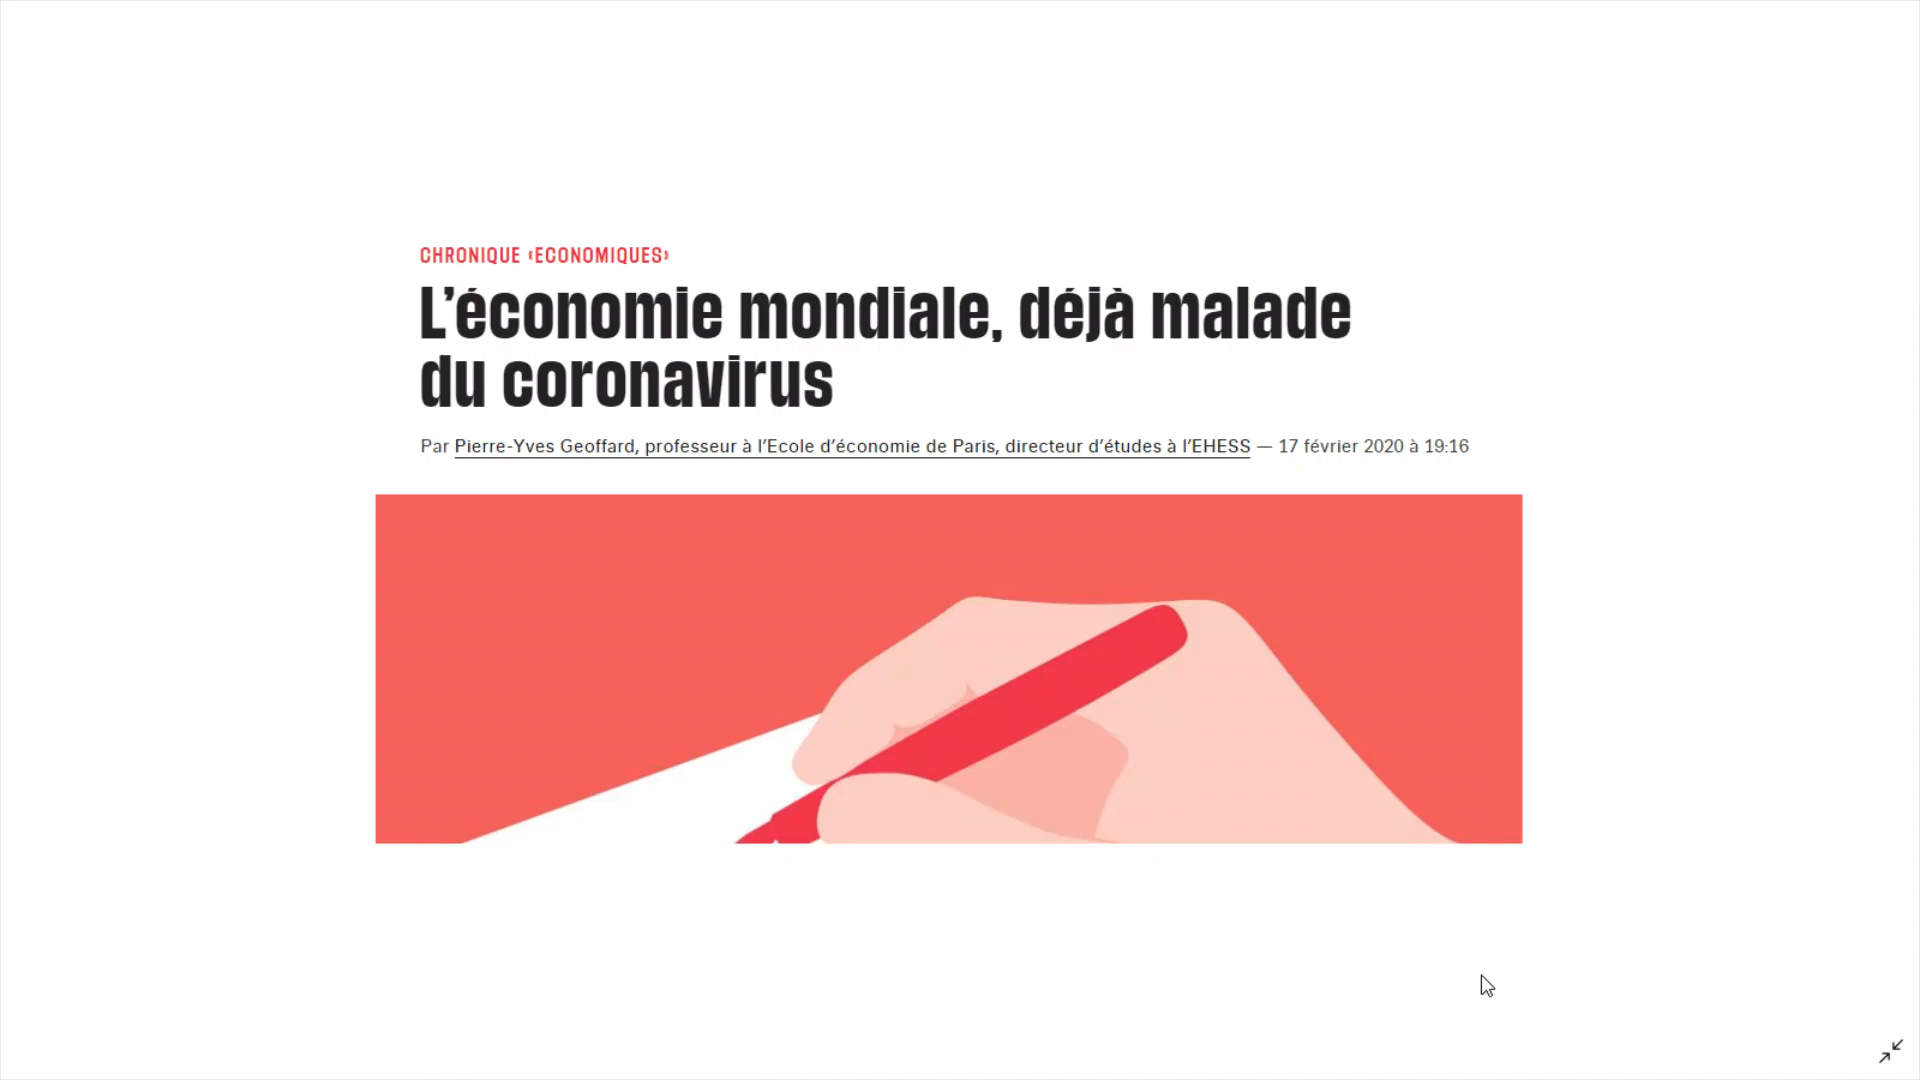 CHRONIQUE «ECONOMIQUES»
L’économie mondiale, déjà malade
du coronavirus
Par Pierre-Yves Geoffard, professeur à l’Ecole d’économie de Paris, directeur d’études à l’EHESS — 17 février 2020 à 19:16